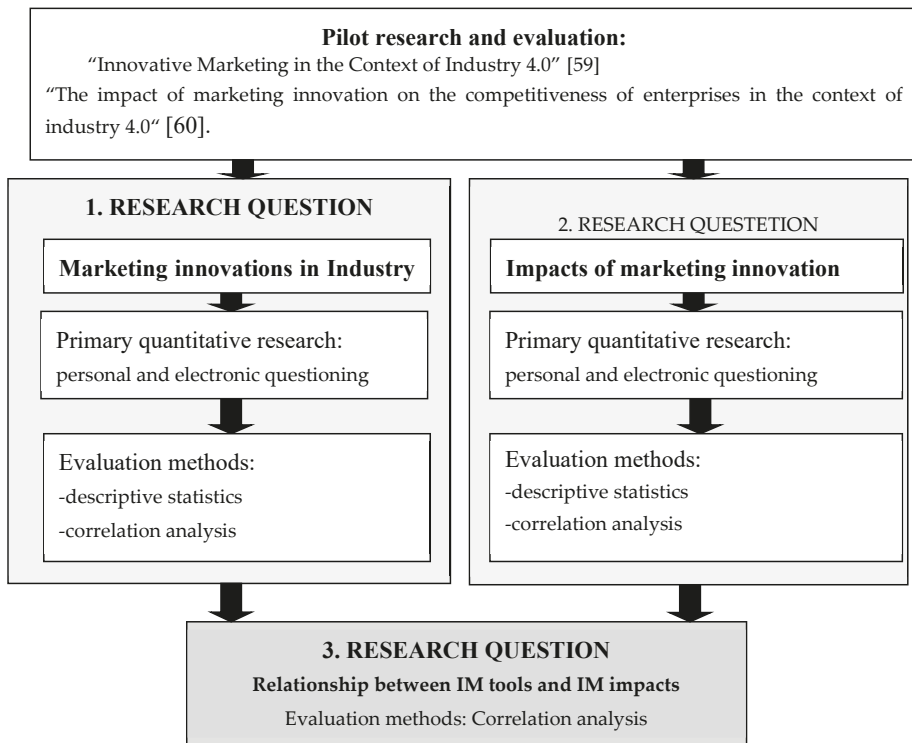 Pilot research and evaluation:
“Innovative Marketing in the Context of Industry 4.0” [59]
“The impact of marketing innovation on the competitiveness of enterprises in the context of
industry 4.0“ [60].
1. RESEARCH QUESTION
Marketing innovations in Industry
Primary quantitative research:
personal and electronic questioning
Evaluation methods:
-descriptive statistics
-correlation analysis
2. RESEARCH QUESTETION
Impacts of marketing innovation
Primary quantitative research:
personal and electronic questioning
Evaluation methods:
-descriptive statistics
-correlation analysis
3. RESEARCH QUESTION
Relationship between IM tools and IM impacts
Evaluation methods: Correlation analysis